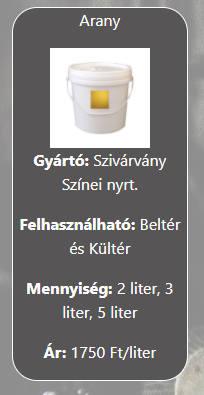 Arany
Gyártó: Szivárvány
Színei nyrt.
Felhasználható: Beltér
és Kültér
Mennyiség: 2 liter, 3
liter, 5 liter
Ár: 1750 Ft/liter